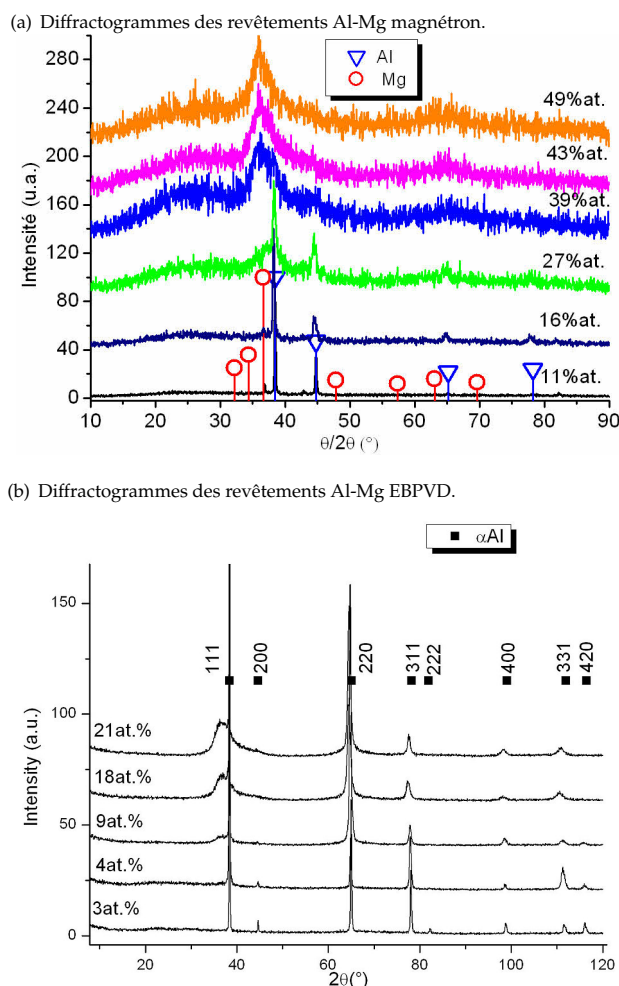 (a) Diffractogrammes des revêtements Al-Mg magnétron.
Al
Mg
Intensité (u.a.)
280
240
200
160
120
80
40
0
49%at.
43%at.
39%at.
27%at.
16%at.
11%at.
10 20 30 40 50 60 70 80 90
θ/2θ (°)
(b) Diffractogrammes des revêtements Al-Mg EBPVD.
αAl
Intensity (a.u.)
150
100
50
0
111 200 220 311 222 400 331 420
21at.%
18at.%
9at.%
4at.%
3at.%
20 40 60 80 100 120
2θ(°)